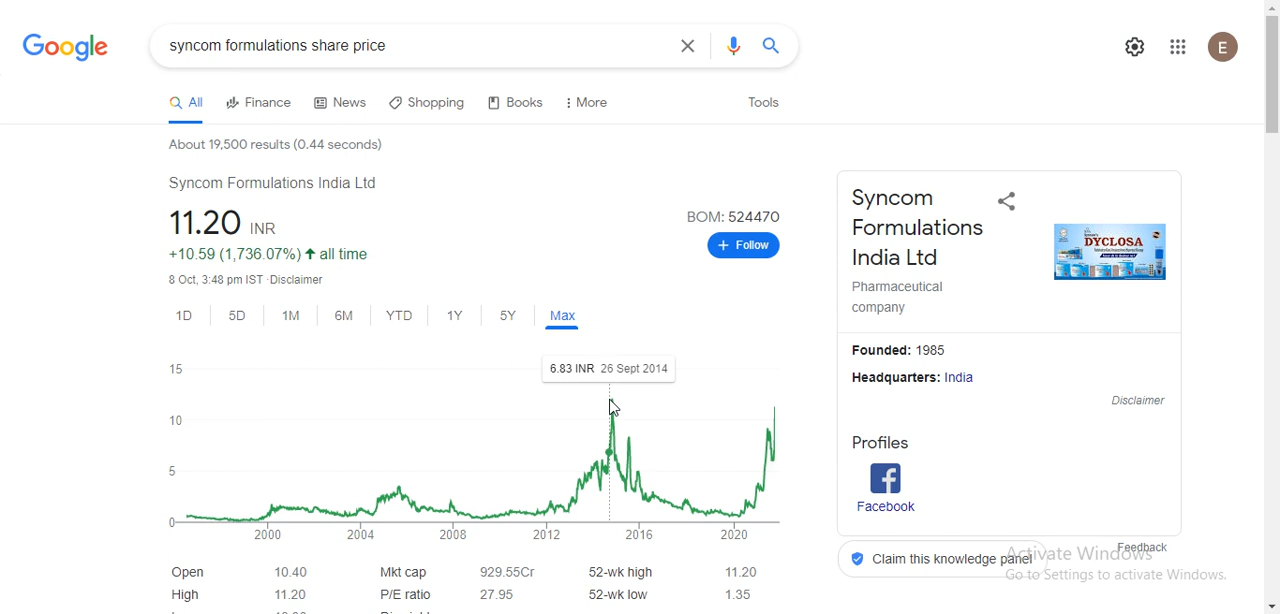 Google
syncom formulations share price
E
All Finance News Shopping Books More Tools
About 19,500 results (0.44 seconds)
Syncom Formulations India Ltd
11.20 INR
+10.59 (1,736.07%) ↑ all time
8 Oct, 3:48 pm IST ·Disclaimer
BOM: 524470
+ Follow
1D 5D 1M 6M YTD 1Y 5Y Max
6.83 INR 26 Sept 2014
15
10
5
0
2000 2004 2008 2012 2016 2020
Open 10.40 Mkt cap 929.55Cr 52-wk high 11.20
High 11.20 P/E ratio 27.95 52-wk low 1.35
Syncom
Formulations
India Ltd
Pharmaceutical
company
DYCLOSA
Founded: 1985
Headquarters: India
Disclaimer
Profiles
Facebook
Feedback
Claim this knowledge panel
Activate Windows
Go to Settings to activate Windows.